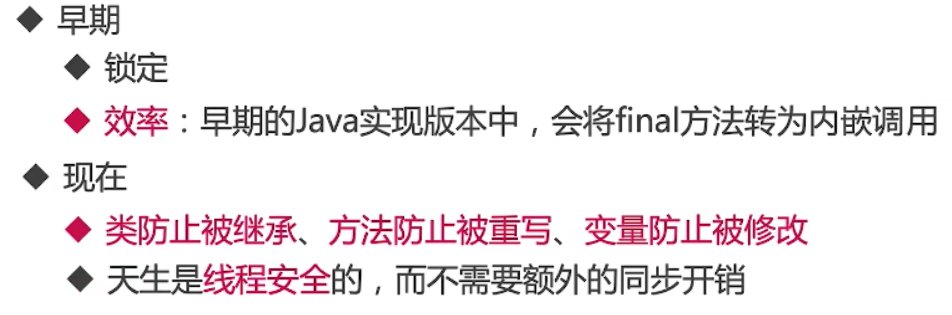 早期
锁定
效率：早期的Java实现版本中，会将final方法转为内嵌调用
现在
类防止被继承、方法防止被重写、变量防止被修改
天生是线程安全的，而不需要额外的同步开销